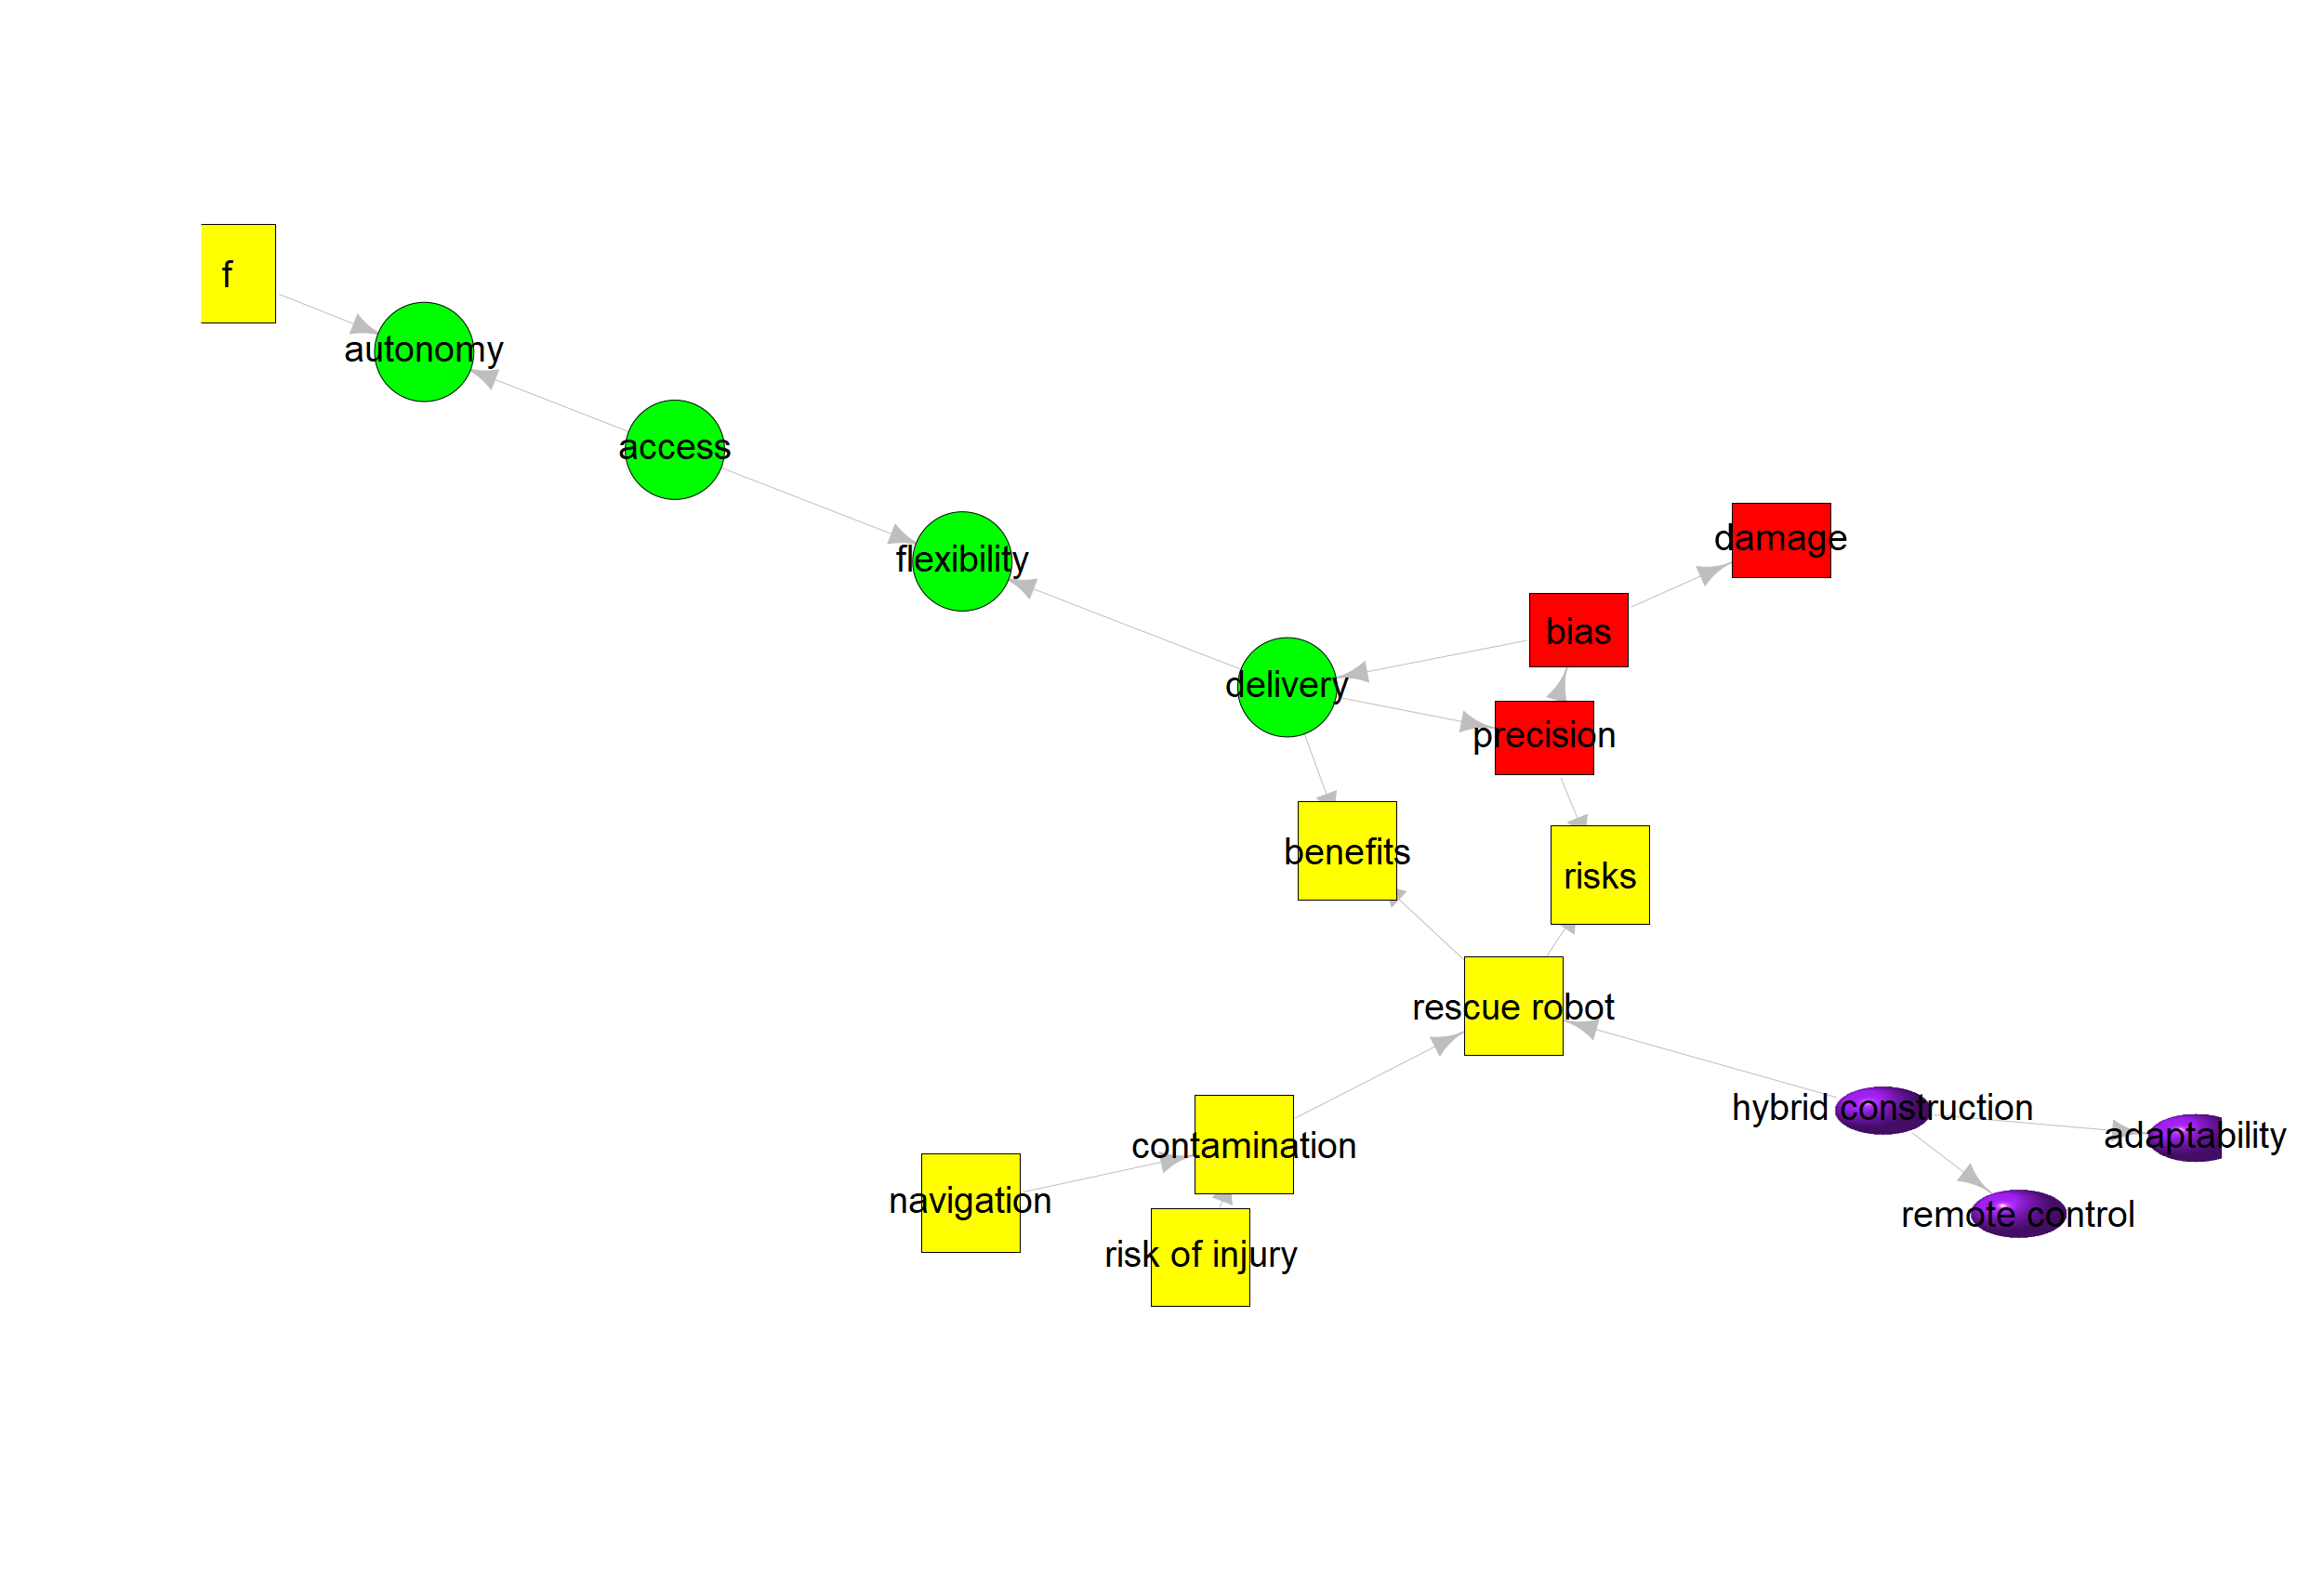 f
autonomy
access
flexibility
damage
bias
delivery
precision
benefits
risks
rescue robot
hybrid construction
adaptability
contamination
navigation
remote control
risk of injury